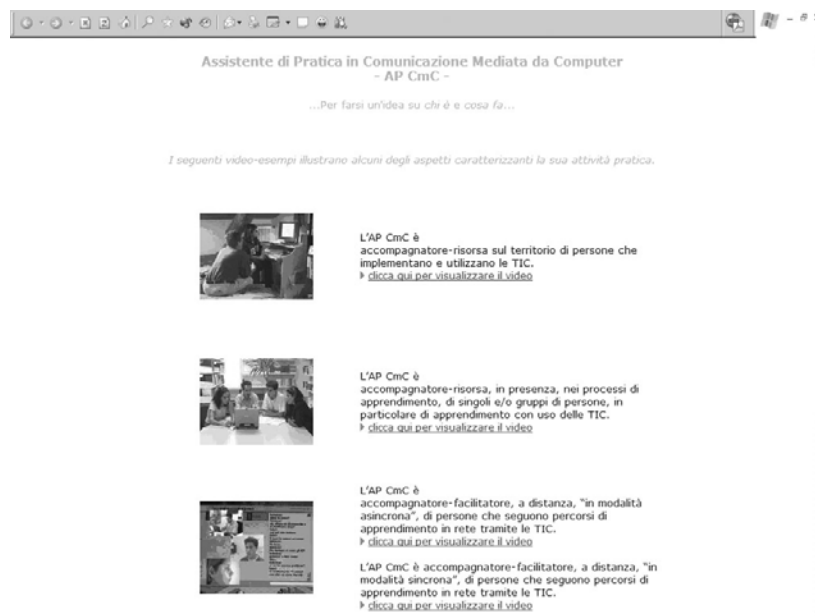 Assistente di Pratica in Comunicazione Mediata da Computer
- AP CmC -
...Per farsi un'idea su chi è e cosa fa...
I seguenti video-esempi illustrano alcuni degli aspetti caratterizzanti la sua attività pratica.
L'AP CmC è
accompagnatore-risorsa sul territorio di persone che
implementano e utilizzano le TIC.
clicca qui per visualizzare il video
L'AP CmC è
accompagnatore-risorsa, in presenza, nei processi di
apprendimento, di singoli e/o gruppi di persone, in
particolare di apprendimento con uso delle TIC.
clicca qui per visualizzare il video
L'AP CmC è
accompagnatore-facilitatore, a distanza, "in modalità
asincrona", di persone che seguono percorsi di
apprendimento in rete tramite le TIC.
clicca qui per visualizzare il video
L'AP CmC è accompagnatore-facilitatore, a distanza, "in
modalità sincrona", di persone che seguono percorsi di
apprendimento in rete tramite le TIC.
clicca qui per visualizzare il video